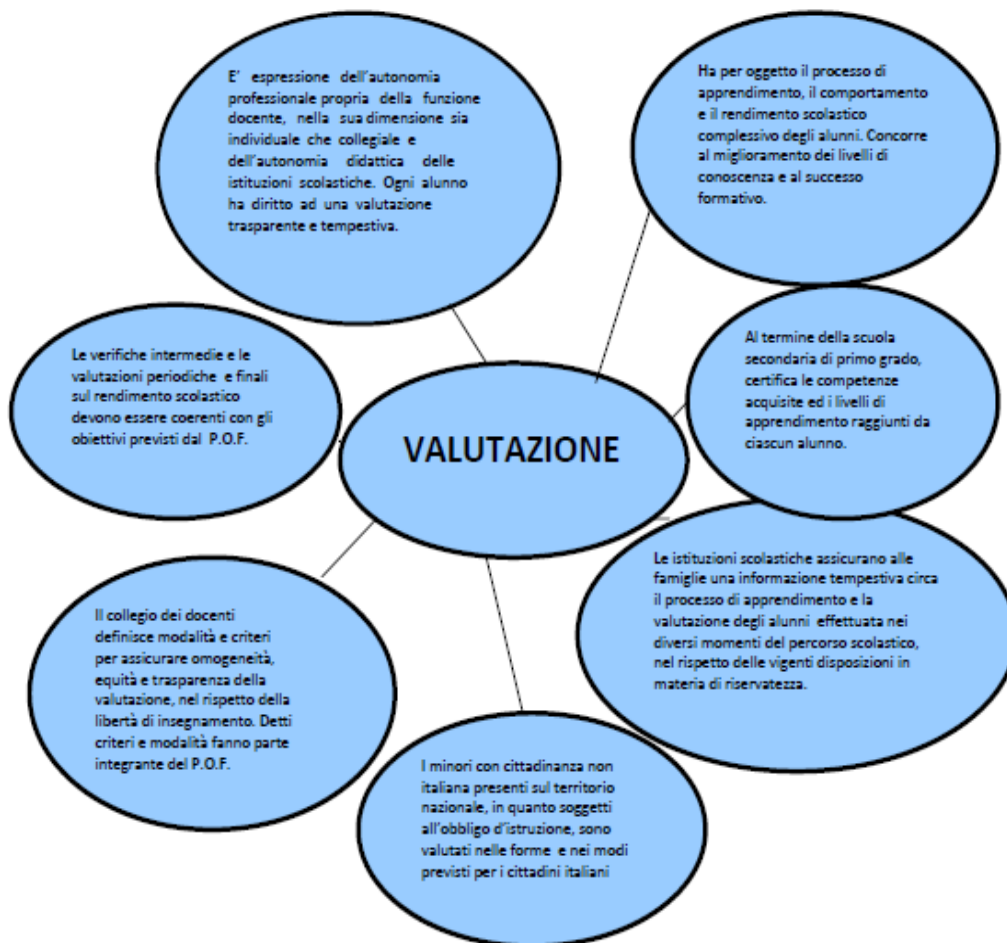 E' espressione dell'autonomia
professionale propria della funzione
docente, nella sua dimensione sia
individuale che collegiale e
dell'autonomia didattica delle
istituzioni scolastiche. Ogni alunno
ha diritto ad una valutazione
trasparente e tempestiva.
Ha per oggetto il processo di
apprendimento, il comportamento
e il rendimento scolastico
complessivo degli alunni. Concorre
al miglioramento dei livelli di
conoscenza e al successo
formativo.
Le verifiche intermedie e le
valutazioni periodiche e finali
sul rendimento scolastico
devono essere coerenti con gli
obiettivi previsti dal P.O.F.
VALUTAZIONE
Al termine della scuola
secondaria di primo grado,
certifica le competenze
acquisite ed i livelli di
apprendimento raggiunti da
ciascun alunno.
Le istituzioni scolastiche assicurano alle
famiglie una informazione tempestiva circa
il processo di apprendimento e la
valutazione degli alunni effettuata nei
diversi momenti del percorso scolastico,
nel rispetto delle vigenti disposizioni in
materia di riservatezza.
Il collegio dei docenti
definisce modalità e criteri
per assicurare omogeneità,
equità e trasparenza della
valutazione, nel rispetto della
libertà di insegnamento. Detti
criteri e modalità fanno parte
integrante del P.O.F.
I minori con cittadinanza non
italiana presenti sul territorio
nazionale, in quanto soggetti
all'obbligo d'istruzione, sono
valutati nelle forme e nei modi
previsti per i cittadini italiani